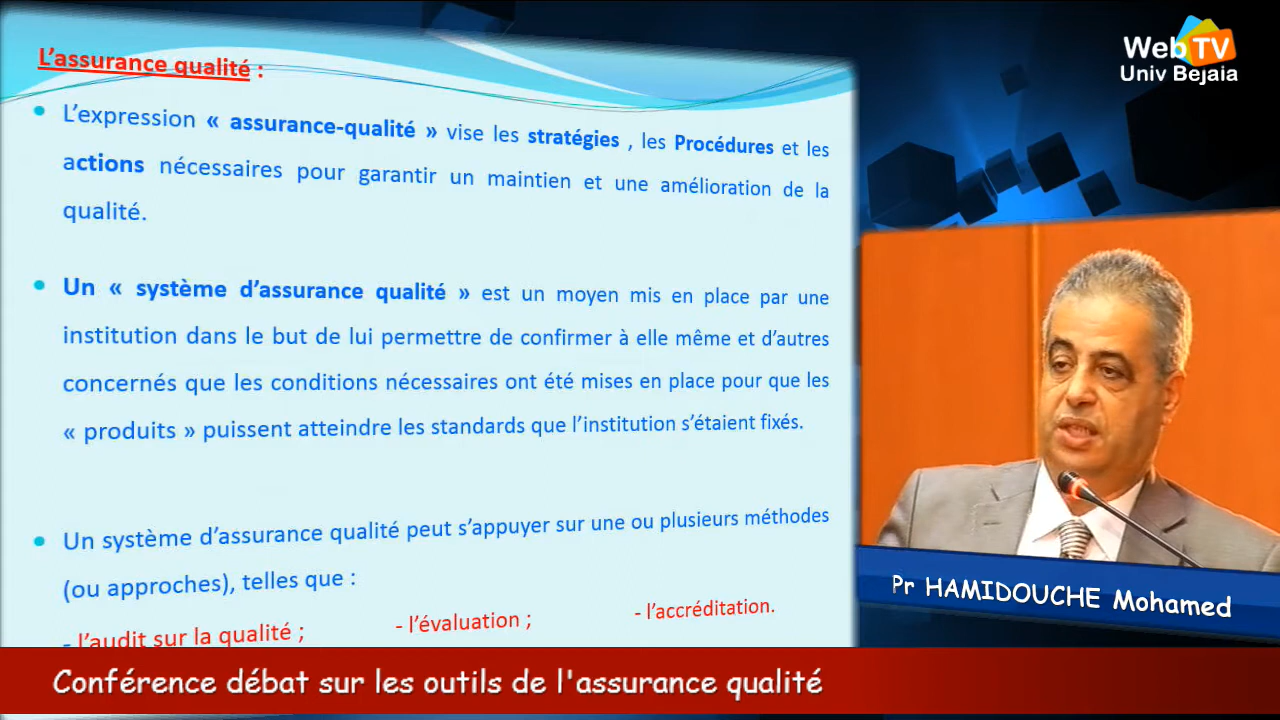 L'assurance qualité :
• L'expression « assurance-qualité » vise les stratégies , les Procédures et les
actions nécessaires pour garantir un maintien et une amélioration de la
qualité.
• Un « système d'assurance qualité » est un moyen mis en place par une
institution dans le but de lui permettre de confirmer à elle même et d'autres
concernés que les conditions nécessaires ont été mises en place pour que les
« produits » puissent atteindre les standards que l'institution s'étaient fixés.
• Un système d'assurance qualité peut s'appuyer sur une ou plusieurs méthodes
(ou approches), telles que :
- l'audit sur la qualité ; - l'évaluation ; - l'accréditation.
Web TV
Univ Bejaia
Pr HAMIDOUCHE Mohamed
Conférence débat sur les outils de l'assurance qualité